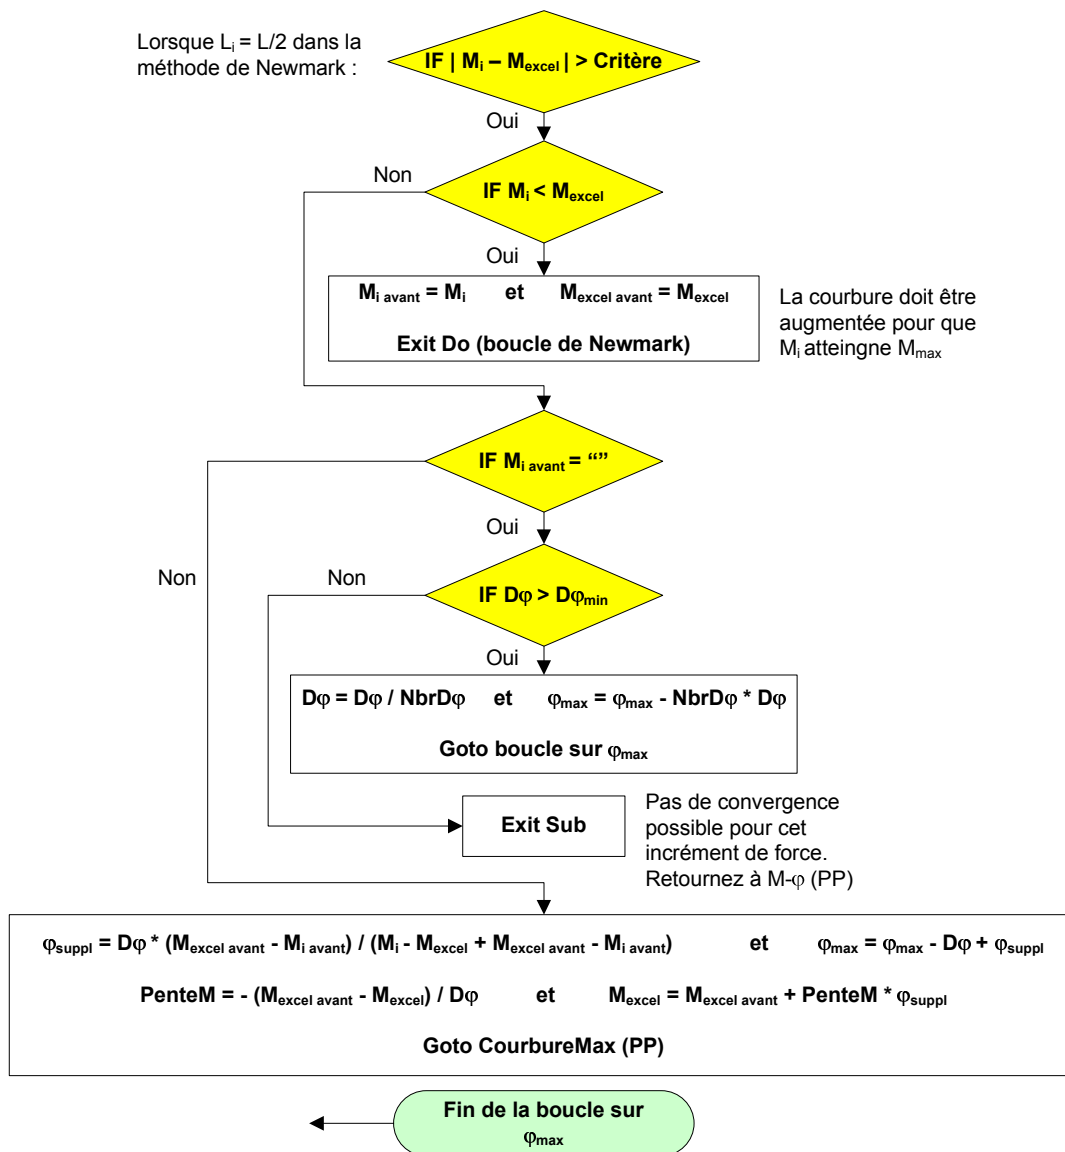 Lorsque Li = L/2 dans la
méthode de Newmark :
IF | Mi – Mexcel | > Critère
Oui
Non
IF Mi < Mexcel
Oui
Mi avant = Mi et Mexcel avant = Mexcel
Exit Do (boucle de Newmark)
La courbure doit être
augmentée pour que
Mi atteingne Mmax
IF Mi avant = “”
Oui
Non
Non
IF Dφ > Dφmin
Oui
Dφ = Dφ / NbrDφ et φmax = φmax - NbrDφ * Dφ
Goto boucle sur φmax
Exit Sub
Pas de convergence
possible pour cet
incrément de force.
Retournez à M-φ (PP)
φsuppl = Dφ * (Mexcel avant - Mi avant) / (Mi - Mexcel + Mexcel avant - Mi avant) et φmax = φmax - Dφ + φsuppl
PenteM = - (Mexcel avant - Mexcel) / Dφ et Mexcel = Mexcel avant + PenteM * φsuppl
Goto CourbureMax (PP)
Fin de la boucle sur
φmax